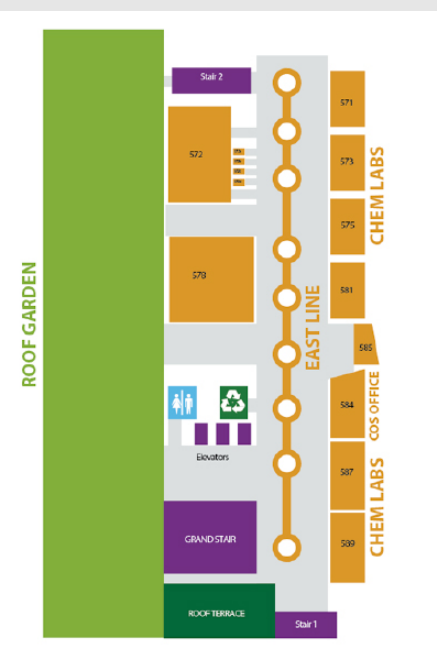 Stair 2
571
572
573
CHEM LABS
575
578
ROOF GARDEN
581
EAST LINE
585
584
COS OFFICE
Elevators
587
CHEM LABS
GRAND STAIR
589
ROOF TERRACE
Stair 1